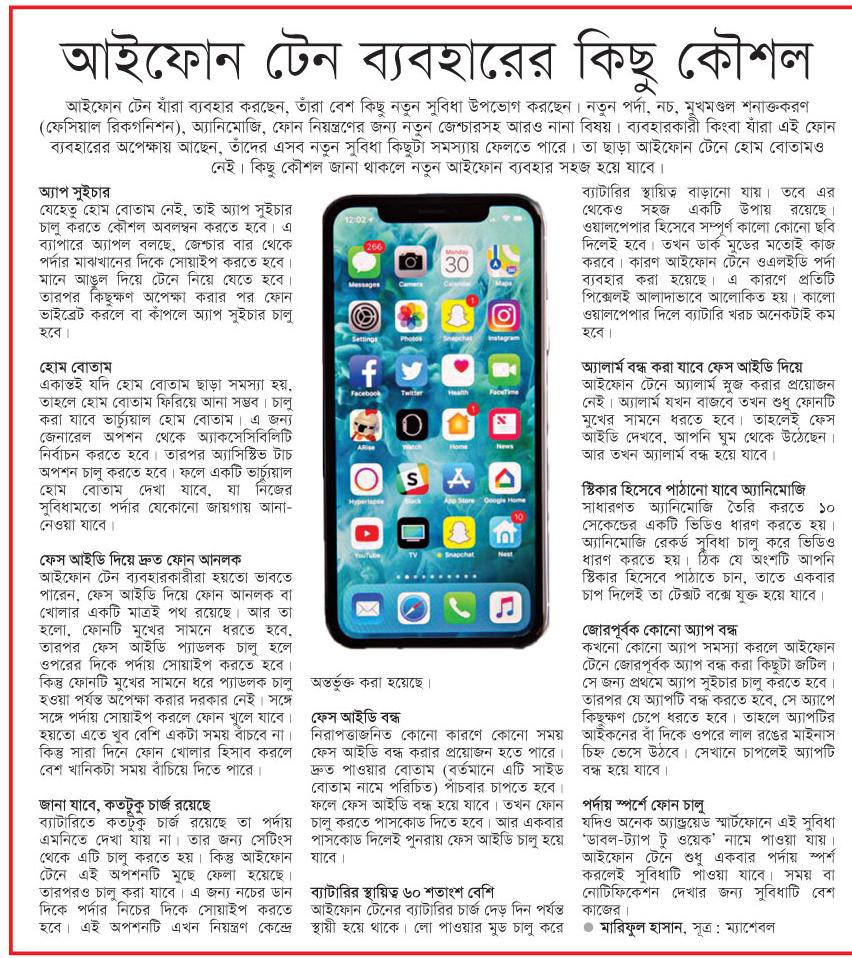 আইফোন টেন ব্যবহারের কিছু কৌশল
আইফোন টেন যাঁরা ব্যবহার করছেন, তাঁরা বেশ কিছু নতুন সুবিধা উপভোগ করছেন। নতুন পর্দা, নচ, মুখমণ্ডল শনাক্তকরণ
(ফেসিয়াল রিকগনিশন), অ্যানিমোজি, ফোন নিয়ন্ত্রণের জন্য নতুন জেশ্চারসহ আরও নানা বিষয়। ব্যবহারকারী কিংবা যাঁরা এই ফোন
ব্যবহারের অপেক্ষায় আছেন, তাঁদের এসব নতুন সুবিধা কিছুটা সমস্যায় ফেলতে পারে। তা ছাড়া আইফোন টেনে হোম বোতামও
নেই। কিছু কৌশল জানা থাকলে নতুন আইফোন ব্যবহার সহজ হয়ে যাবে।
অ্যাপ সুইচার
যেহেতু হোম বোতাম নেই, তাই অ্যাপ সুইচার
চালু করতে কৌশল অবলম্বন করতে হবে। এ
ব্যাপারে অ্যাপল বলছে, জেশ্চার বার থেকে
পর্দার মাঝখানের দিকে সোয়াইপ করতে হবে।
মানে আঙুল দিয়ে টেনে নিয়ে যেতে হবে।
তারপর কিছুক্ষণ অপেক্ষা করার পর ফোন
ভাইব্রেট করলে বা কাঁপলে অ্যাপ সুইচার চালু
হবে।
হোম বোতাম
একান্তই যদি হোম বোতাম ছাড়া সমস্যা হয়,
তাহলে হোম বোতাম ফিরিয়ে আনা সম্ভব। চালু
করা যাবে ভার্চ্যুয়াল হোম বোতাম। এ জন্য
জেনারেল অপশন থেকে অ্যাকসেসিবিলিটি
নির্বাচন করতে হবে। তারপর অ্যাসিস্টিভ টাচ
অপশন চালু করতে হবে। ফলে একটি ভার্চ্যুয়াল
হোম বোতাম দেখা যাবে, যা নিজের
সুবিধামতো পর্দার যেকোনো জায়গায় আনা-
নেওয়া যাবে।
ফেস আইডি দিয়ে দ্রুত ফোন আনলক
আইফোন টেন ব্যবহারকারীরা হয়তো ভাবতে
পারেন, ফেস আইডি দিয়ে ফোন আনলক বা
খোলার একটি মাত্রই পথ রয়েছে। আর তা
হলো, ফোনটি মুখের সামনে ধরতে হবে,
তারপর ফেস আইডি প্যাডলক চালু হলে
ওপরের দিকে পর্দায় সোয়াইপ করতে হবে।
কিন্তু ফোনটি মুখের সামনে ধরে প্যাডলক চালু
হওয়া পর্যন্ত অপেক্ষা করার দরকার নেই। সঙ্গে
সঙ্গে পর্দায় সোয়াইপ করলে ফোন খুলে যাবে।
হয়তো এতে খুব বেশি একটা সময় বাঁচবে না।
কিন্তু সারা দিনে ফোন খোলার হিসাব করলে
বেশ খানিকটা সময় বাঁচিয়ে দিতে পারে।
জানা যাবে, কতটুকু চার্জ রয়েছে
ব্যাটারিতে কতটুকু চার্জ রয়েছে তা পর্দায়
এমনিতে দেখা যায় না। তার জন্য সেটিংস
থেকে এটি চালু করতে হয়। কিন্তু আইফোন
টেনে এই অপশনটি মুছে ফেলা হয়েছে।
তারপরও চালু করা যাবে। এ জন্য নচের ডান
দিকে পর্দার নিচের দিকে সোয়াইপ করতে
হবে। এই অপশনটি এখন নিয়ন্ত্রণ কেন্দ্রে
12:02
266
Monday
30
Messages Camera Calendar Maps
1
Settings Photos Snapchat Instagram
Facebook Twitter Health FaceTime
1
ARise Watch Home News
Hyperlapse Slack App Store Google Home
10
YouTube TV Snapchat Nest
অন্তর্ভুক্ত করা হয়েছে।
ফেস আইডি বন্ধ
নিরাপত্তাজনিত কোনো কারণে কোনো সময়
ফেস আইডি বন্ধ করার প্রয়োজন হতে পারে।
দ্রুত পাওয়ার বোতাম (বর্তমানে এটি সাইড
বোতাম নামে পরিচিত) পাঁচবার চাপতে হবে।
ফলে ফেস আইডি বন্ধ হয়ে যাবে। তখন ফোন
চালু করতে পাসকোড দিতে হবে। আর একবার
পাসকোড দিলেই পুনরায় ফেস আইডি চালু হয়ে
যাবে।
ব্যাটারির স্থায়িত্ব ৬০ শতাংশ বেশি
আইফোন টেনের ব্যাটারির চার্জ দেড় দিন পর্যন্ত
স্থায়ী হয়ে থাকে। লো পাওয়ার মুড চালু করে
ব্যাটারির স্থায়িত্ব বাড়ানো যায়। তবে এর
থেকেও সহজ একটি উপায় রয়েছে।
ওয়ালপেপার হিসেবে সম্পূর্ণ কালো কোনো ছবি
দিলেই হবে। তখন ডার্ক মুডের মতোই কাজ
করবে। কারণ আইফোন টেনে ওএলইডি পর্দা
ব্যবহার করা হয়েছে। এ কারণে প্রতিটি
পিক্সেলই আলাদাভাবে আলোকিত হয়। কালো
ওয়ালপেপার দিলে ব্যাটারি খরচ অনেকটাই কম
হবে।
অ্যালার্ম বন্ধ করা যাবে ফেস আইডি দিয়ে
আইফোন টেনে অ্যালার্ম স্নুজ করার প্রয়োজন
নেই। অ্যালার্ম যখন বাজবে তখন শুধু ফোনটি
মুখের সামনে ধরতে হবে। তাহলেই ফেস
আইডি দেখবে, আপনি ঘুম থেকে উঠেছেন।
আর তখন অ্যালার্ম বন্ধ হয়ে যাবে।
স্টিকার হিসেবে পাঠানো যাবে অ্যানিমোজি
সাধারণত অ্যানিমোজি তৈরি করতে ১০
সেকেন্ডের একটি ভিডিও ধারণ করতে হয়।
অ্যানিমোজি রেকর্ড সুবিধা চালু করে ভিডিও
ধারণ করতে হয়। ঠিক যে অংশটি আপনি
স্টিকার হিসেবে পাঠাতে চান, তাতে একবার
চাপ দিলেই তা টেক্সট বক্সে যুক্ত হয়ে যাবে।
জোরপূর্বক কোনো অ্যাপ বন্ধ
কখনো কোনো অ্যাপ সমস্যা করলে আইফোন
টেনে জোরপূর্বক অ্যাপ বন্ধ করা কিছুটা জটিল।
সে জন্য প্রথমে অ্যাপ সুইচার চালু করতে হবে।
তারপর যে অ্যাপটি বন্ধ করতে হবে, সে অ্যাপে
কিছুক্ষণ চেপে ধরতে হবে। তাহলে অ্যাপটির
আইকনের বাঁ দিকে ওপরে লাল রঙের মাইনাস
চিহ্ন ভেসে উঠবে। সেখানে চাপলেই অ্যাপটি
বন্ধ হয়ে যাবে।
পর্দায় স্পর্শে ফোন চালু
যদিও অনেক অ্যান্ড্রয়েড স্মার্টফোনে এই সুবিধা
‘ডাবল-ট্যাপ টু ওয়েক’ নামে পাওয়া যায়।
আইফোন টেনে শুধু একবার পর্দায় স্পর্শ
করলেই সুবিধাটি পাওয়া যাবে। সময় বা
নোটিফিকেশন দেখার জন্য সুবিধাটি বেশ
কাজের।
● মারিফুল হাসান, সূত্র : ম্যাশেবল